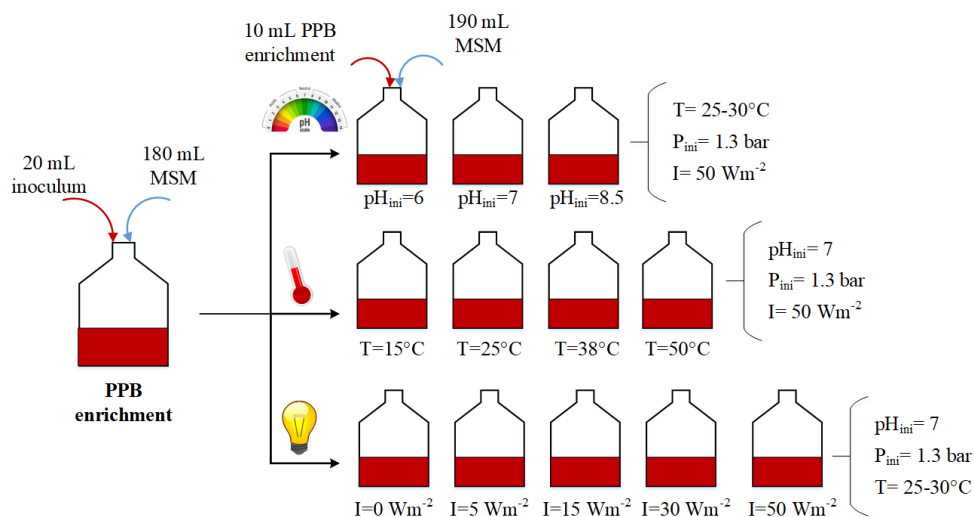 10 mL PPB
enrichment
190 mL
MSM
pH
T= 25-30°C
P_ini= 1.3 bar
I= 50 Wm⁻²
20 mL
inoculum
180 mL
MSM
pH_ini=6
pH_ini=7
pH_ini=8.5
pH_ini= 7
P_ini= 1.3 bar
I= 50 Wm⁻²
T=15°C
T=25°C
T=38°C
T=50°C
PPB
enrichment
pH_ini= 7
P_ini= 1.3 bar
T= 25-30°C
I=0 Wm⁻²
I=5 Wm⁻²
I=15 Wm⁻²
I=30 Wm⁻²
I=50 Wm⁻²